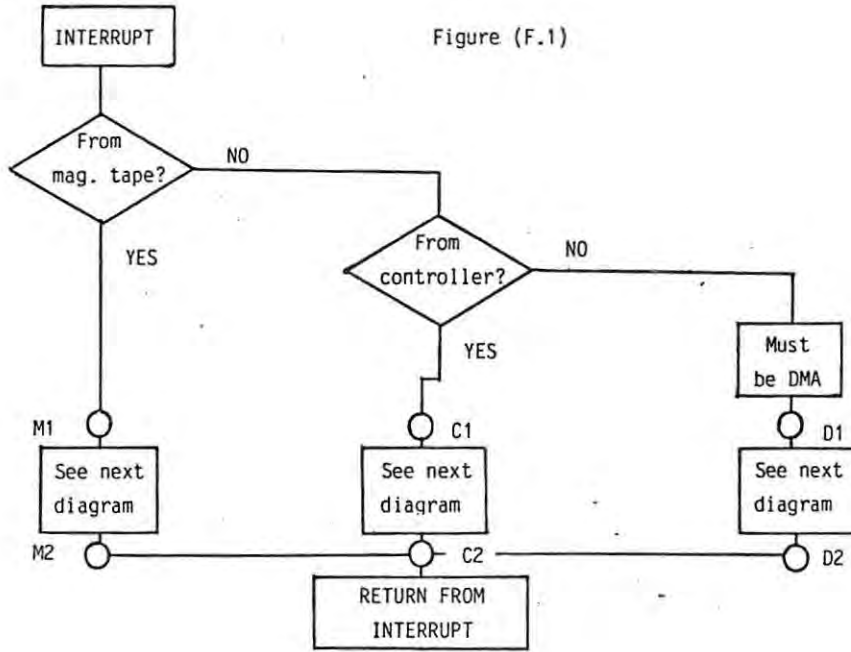 INTERRUPT
Figure (F.1)
From
mag. tape?
NO
YES
From
controller?
NO
YES
Must
be DMA
M1
C1
D1
See next
diagram
See next
diagram
See next
diagram
M2
C2
D2
RETURN FROM
INTERRUPT